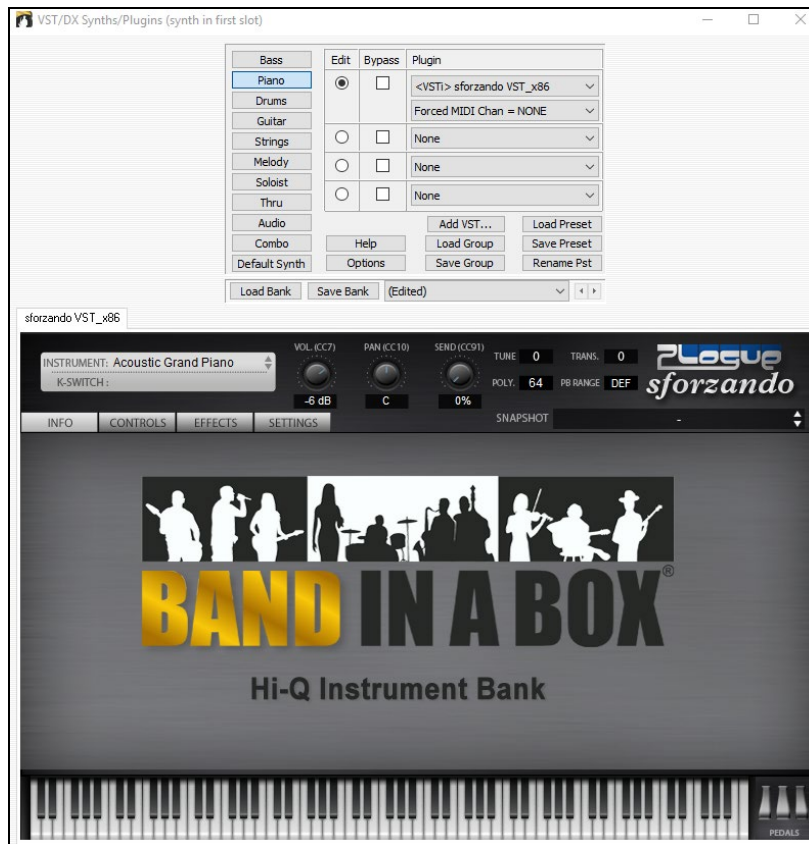 VST/DX Synths/Plugins (synth in first slot)
Bass
Edit Bypass Plugin
Piano
<VSTi> sforzando VST_x86
Drums
Forced MIDI Chan = NONE
Guitar
Strings
None
Melody
None
Soloist
Thru
None
Audio
Add VST... Load Preset
Combo
Help Load Group Save Preset
Default Synth
Options Save Group Rename Pst
Load Bank Save Bank (Edited)
sforzando VST_x86
INSTRUMENT: Acoustic Grand Piano
K-SWITCH :
VOL. (CC7) PAN (CC10) SEND (CC91)
-6 dB C 0%
TUNE 0 TRANS. 0
POLY. 64 PB RANGE DEF
Plogue
sforzando
INFO CONTROLS EFFECTS SETTINGS
SNAPSHOT -
BAND IN A BOX®
Hi-Q Instrument Bank
PEDALS